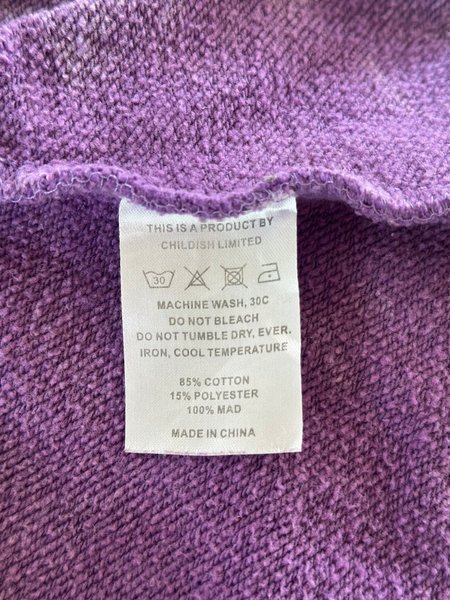 THIS IS A PRODUCT BY
CHILDISH LIMITED
30
MACHINE WASH, 30C
DO NOT BLEACH
DO NOT TUMBLE DRY, EVER.
IRON, COOL TEMPERATURE
85% COTTON
15% POLYESTER
100% MAD
MADE IN CHINA